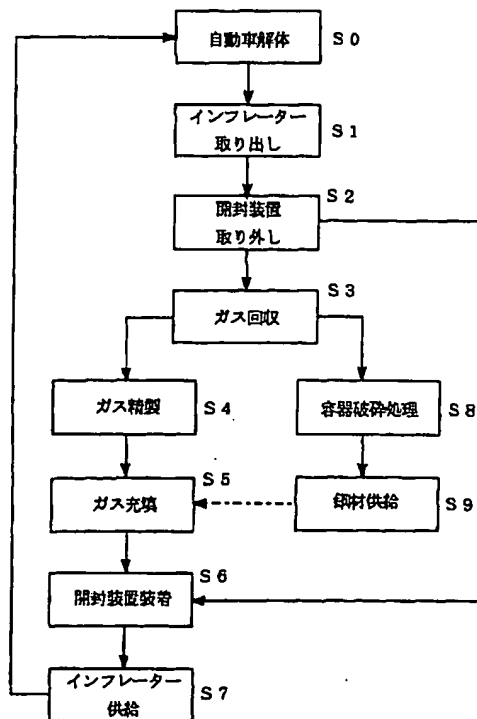 自動車解体
S0
インフレーター
取り出し
S1
開封装置
取り外し
S2
ガス回収
S3
ガス精製
S4
容器破砕処理
S8
ガス充填
S5
材供給
S9
開封装置装着
S6
インフレーター
供給
S7